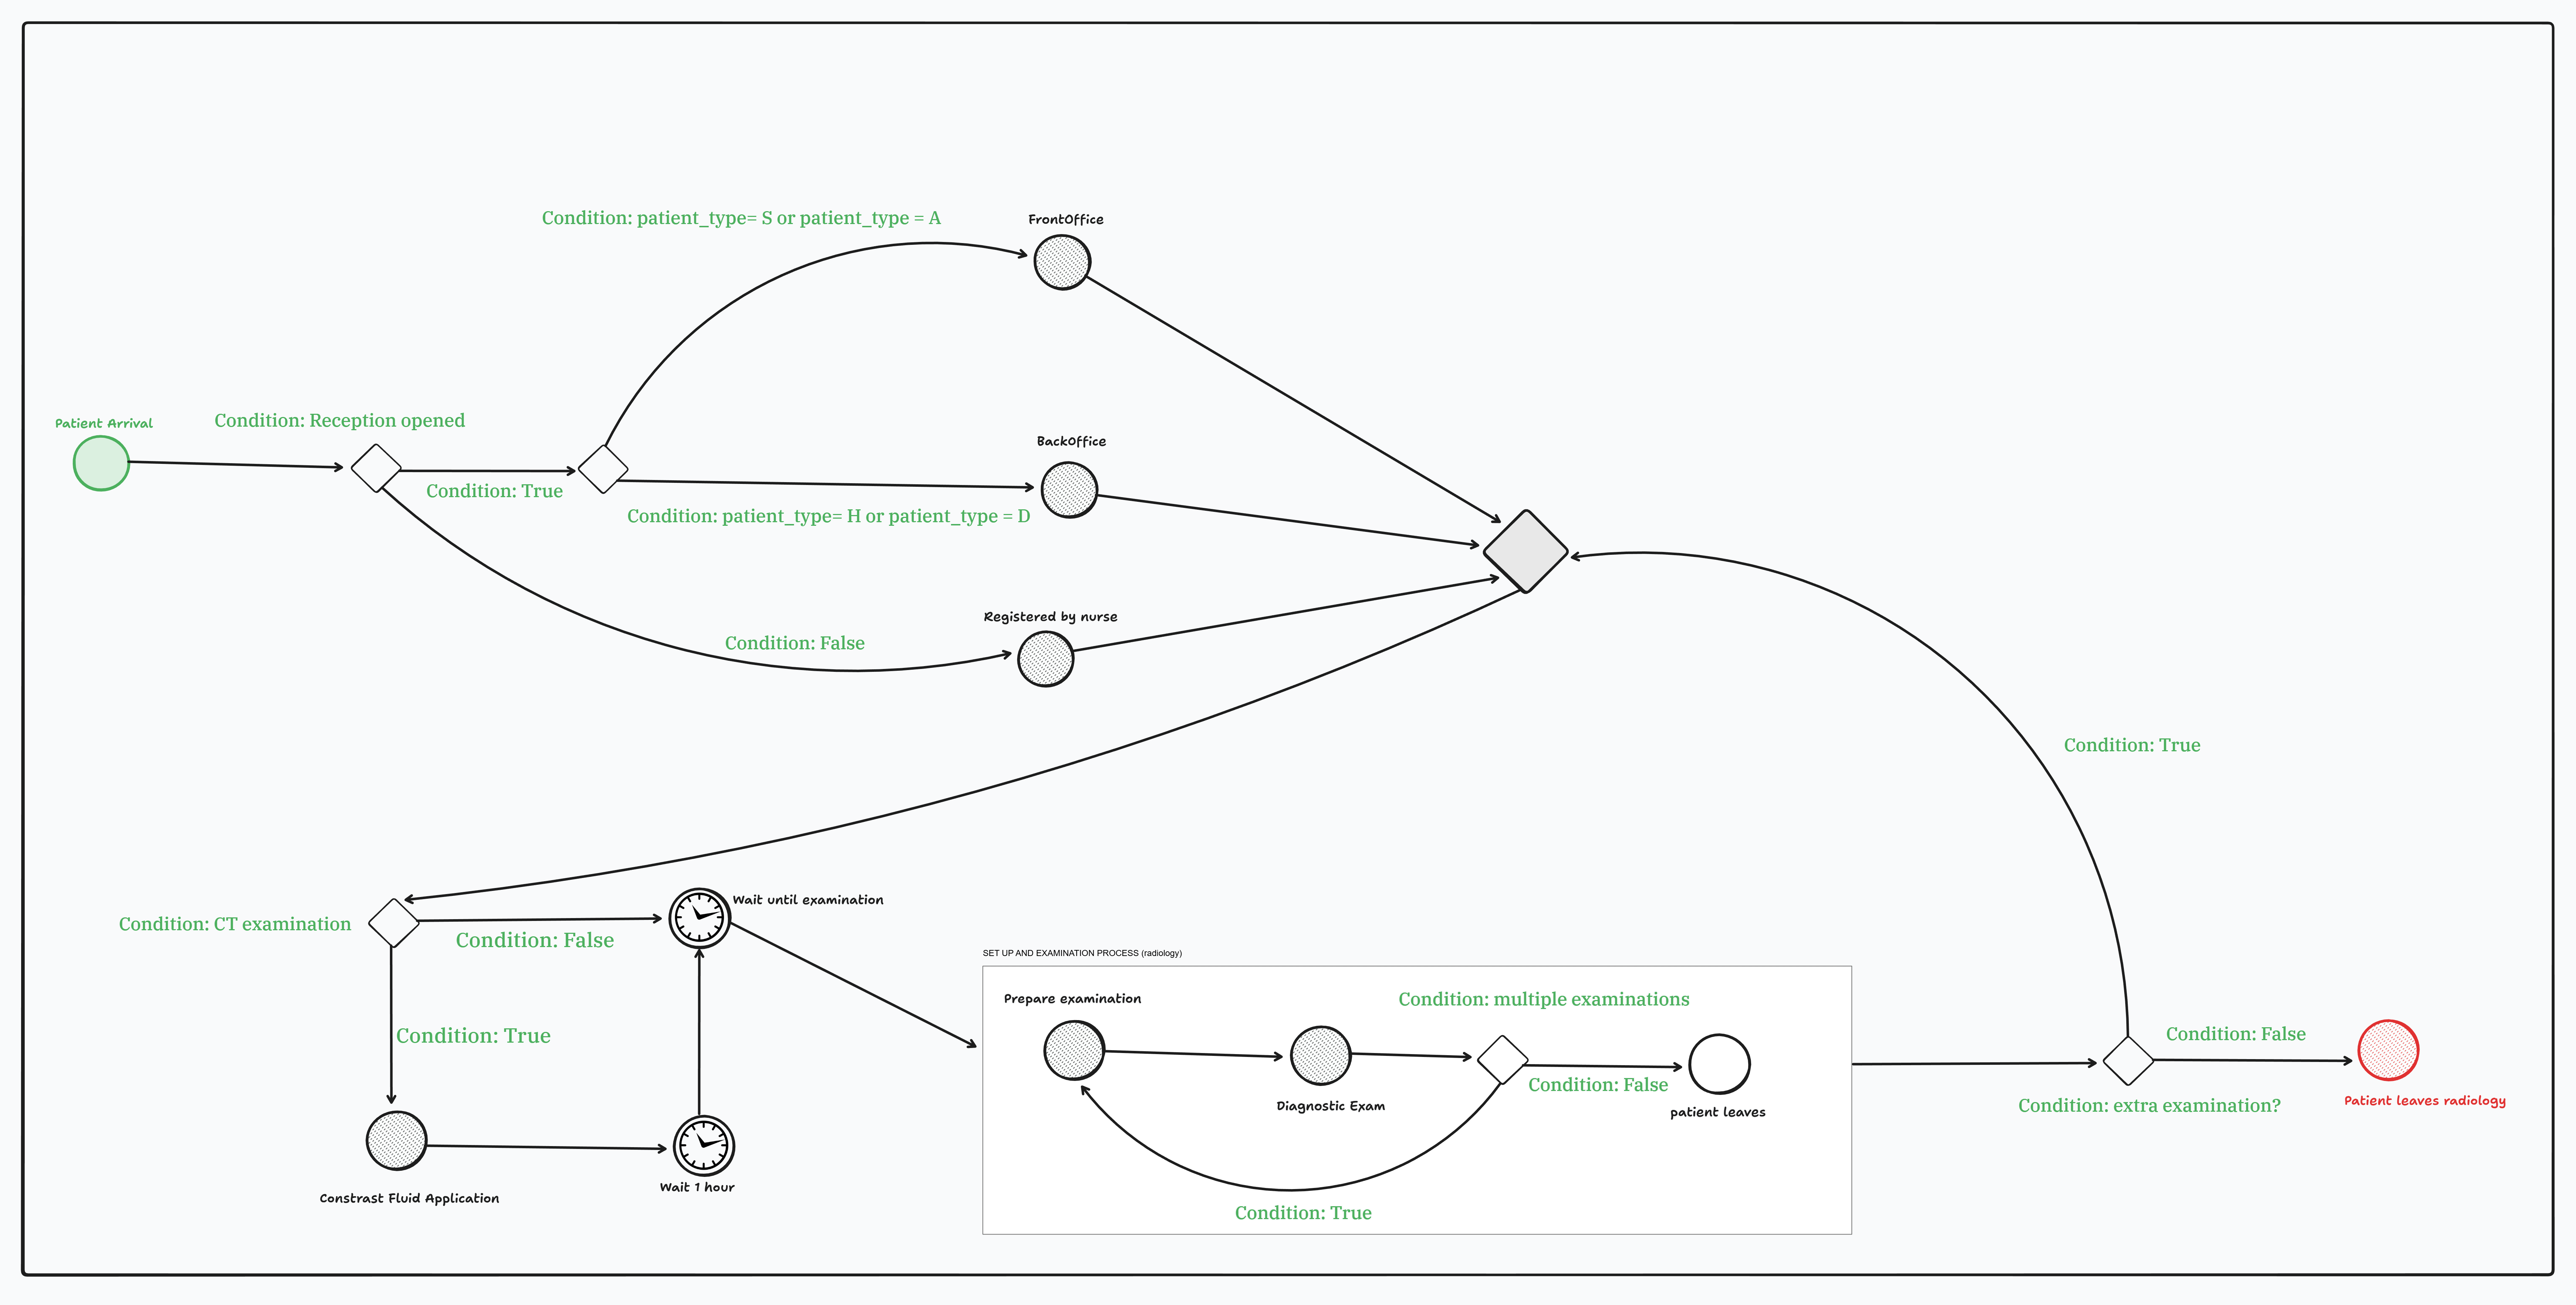 Condition: patient_type= S or patient_type = A
FrontOffice
Patient Arrival
Condition: Reception opened
Condition: True
BackOffice
Condition: patient_type= H or patient_type = D
Registered by nurse
Condition: False
Condition: True
Condition: CT examination
Condition: False
Wait until examination
Condition: True
Constrast Fluid Application
Wait 1 hour
SET UP AND EXAMINATION PROCESS (radiology)
Prepare examination
Condition: multiple examinations
Diagnostic Exam
Condition: False
patient leaves
Condition: True
Condition: extra examination?
Condition: False
Patient leaves radiology